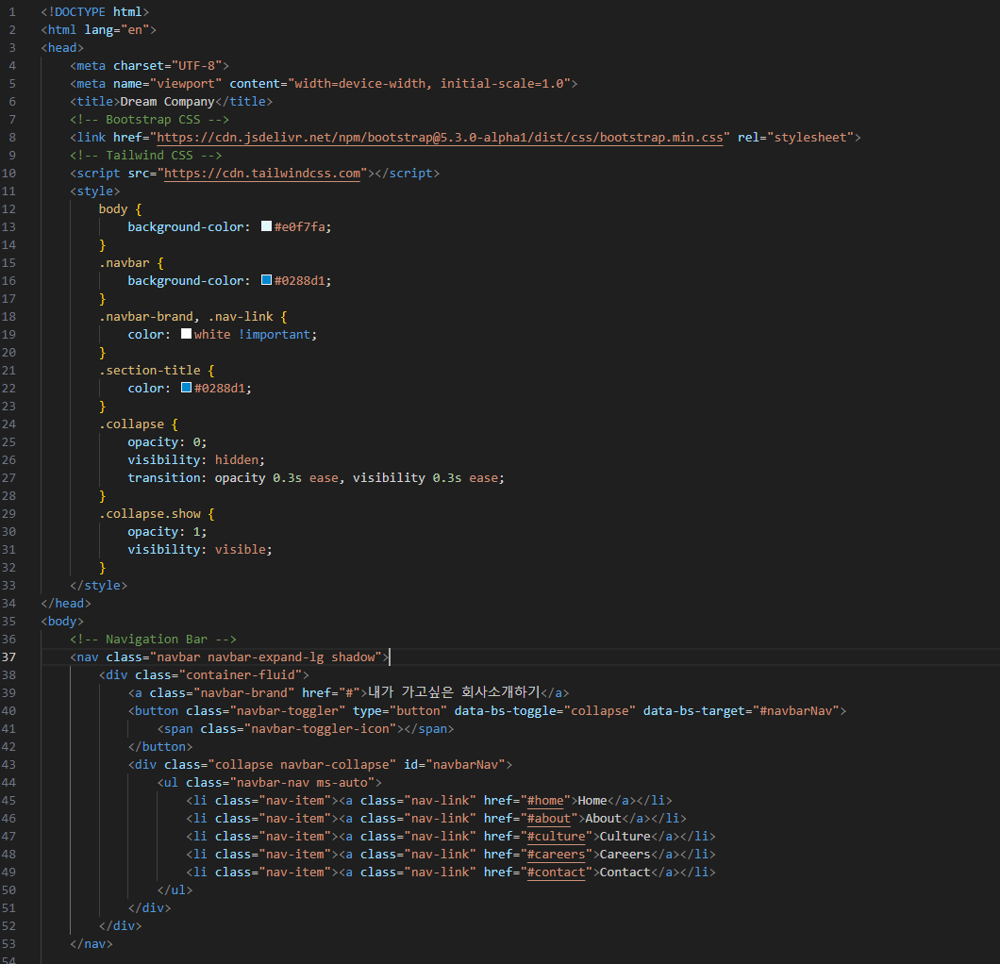 1 <!DOCTYPE html>
2 <html lang="en">
3 <head>
4     <meta charset="UTF-8">
5     <meta name="viewport" content="width=device-width, initial-scale=1.0">
6     <title>Dream Company</title>
7     <!-- Bootstrap CSS -->
8     <link href="https://cdn.jsdelivr.net/npm/bootstrap@5.3.0-alpha1/dist/css/bootstrap.min.css" rel="stylesheet">
9     <!-- Tailwind CSS -->
10     <script src="https://cdn.tailwindcss.com"></script>
11     <style>
12         body {
13             background-color: #e0f7fa;
14         }
15         .navbar {
16             background-color: #0288d1;
17         }
18         .navbar-brand, .nav-link {
19             color: white !important;
20         }
21         .section-title {
22             color: #0288d1;
23         }
24         .collapse {
25             opacity: 0;
26             visibility: hidden;
27             transition: opacity 0.3s ease, visibility 0.3s ease;
28         }
29         .collapse.show {
30             opacity: 1;
31             visibility: visible;
32         }
33     </style>
34 </head>
35 <body>
36     <!-- Navigation Bar -->
37     <nav class="navbar navbar-expand-lg shadow">
38         <div class="container-fluid">
39             <a class="navbar-brand" href="#">내가 가고싶은 회사소개하기</a>
40             <button class="navbar-toggler" type="button" data-bs-toggle="collapse" data-bs-target="#navbarNav">
41                 <span class="navbar-toggler-icon"></span>
42             </button>
43             <div class="collapse navbar-collapse" id="navbarNav">
44                 <ul class="navbar-nav ms-auto">
45                     <li class="nav-item"><a class="nav-link" href="#home">Home</a></li>
46                     <li class="nav-item"><a class="nav-link" href="#about">About</a></li>
47                     <li class="nav-item"><a class="nav-link" href="#culture">Culture</a></li>
48                     <li class="nav-item"><a class="nav-link" href="#careers">Careers</a></li>
49                     <li class="nav-item"><a class="nav-link" href="#contact">Contact</a></li>
50                 </ul>
51             </div>
52         </div>
53     </nav>
54